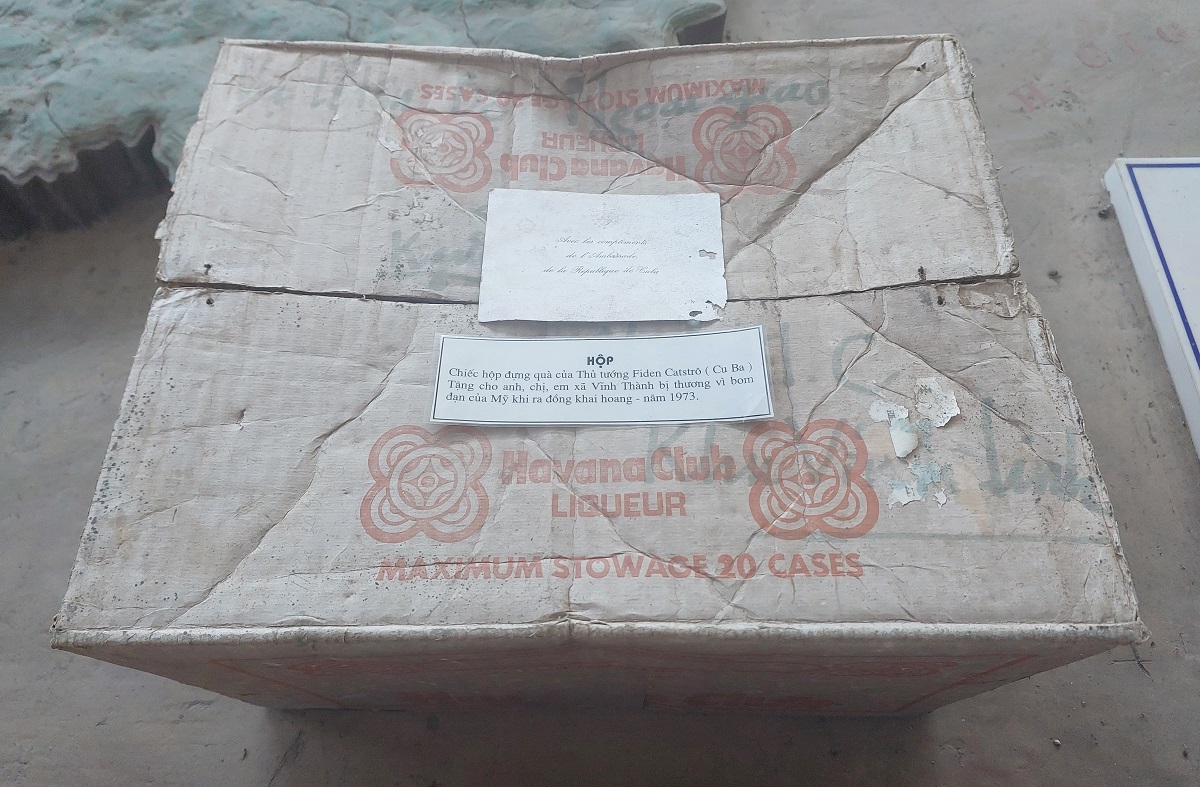 MAXIMUM STOWAGE 20 CASES
LIQUEUR
Havana Club
Avec les compliments
de l'Ambassade
de la République de Cuba
HỘP
Chiếc hộp đựng quà của Thủ tướng Fiden Catstrô ( Cu Ba )
Tặng cho anh, chị, em xã Vĩnh Thành bị thương vì bom
đạn của Mỹ khi ra đồng khai hoang - năm 1973.
Havana Club
LIQUEUR
MAXIMUM STOWAGE 20 CASES